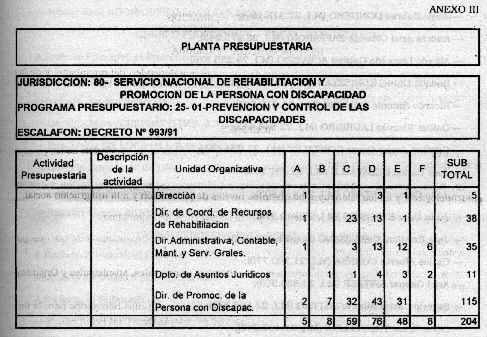 ANEXO III
PLANTA PRESUPUESTARIA
JURISDICCION: 80- SERVICIO NACIONAL DE REHABILITACION Y
PROMOCION DE LA PERSONA CON DISCAPACIDAD
PROGRAMA PRESUPUESTARIO: 25- 01-PREVENCION Y CONTROL DE LAS
DISCAPACIDADES
ESCALAFON: DECRETO Nº 993/91
Actividad Presupuestaria Descripción de la actividad Unidad Organizativa A B C D E F SUB TOTAL
Dirección 1 3 1 5
Dir. de Coord. de Recursos
de Rehabilitacion 1 23 13 1 38
Dir.Administrativa, Contable,
Mant. y Serv. Grales. 1 3 13 12 6 35
Dpto. de Asuntos Juridicos 1 1 4 3 2 11
Dir. de Promoc. de la
Persona con Discapac. 2 7 32 43 31 115
5 8 59 76 48 8 204